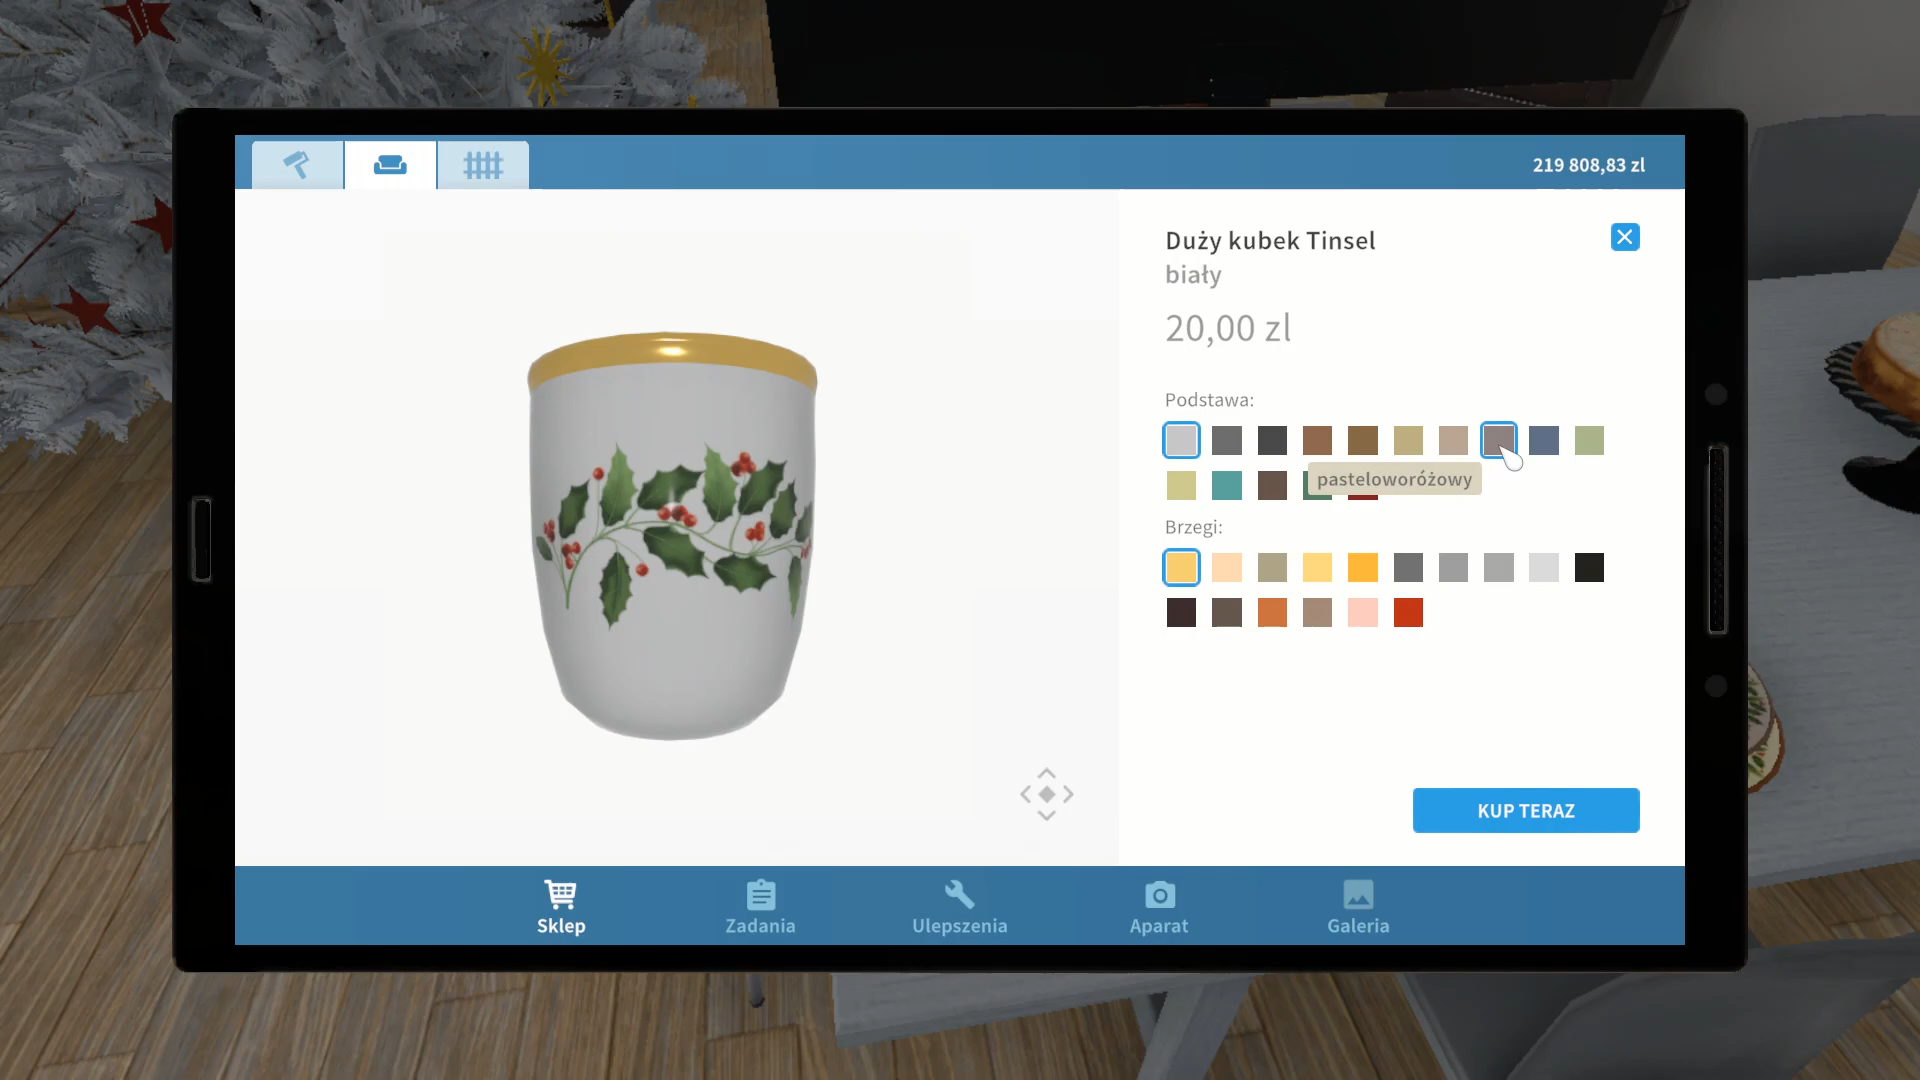 219 808,83 zl
Duży kubek Tinsel
biały
20,00 zl
Podstawa:
pasteloworóżowy
Brzegi:
KUP TERAZ
Sklep
Zadania
Ulepszenia
Aparat
Galeria